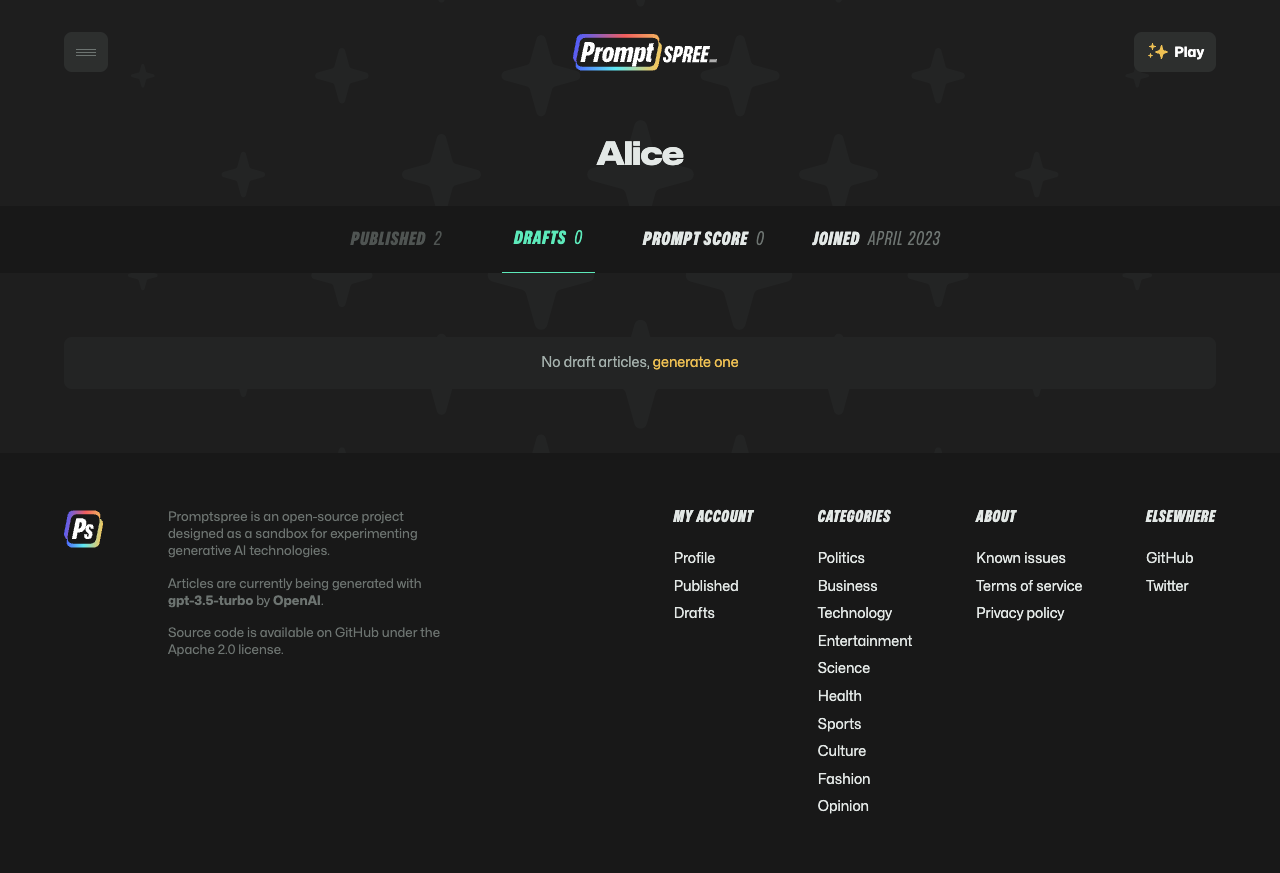 Prompt SPREE
Play
Alice
PUBLISHED 2
DRAFTS 0
PROMPT SCORE 0
JOINED APRIL 2023
No draft articles, generate one
Ps
Promptspree is an open-source project
designed as a sandbox for experimenting
generative AI technologies.
Articles are currently being generated with
gpt-3.5-turbo by OpenAI.
Source code is available on GitHub under the
Apache 2.0 license.
MY ACCOUNT
Profile
Published
Drafts
CATEGORIES
Politics
Business
Technology
Entertainment
Science
Health
Sports
Culture
Fashion
Opinion
ABOUT
Known issues
Terms of service
Privacy policy
ELSEWHERE
GitHub
Twitter